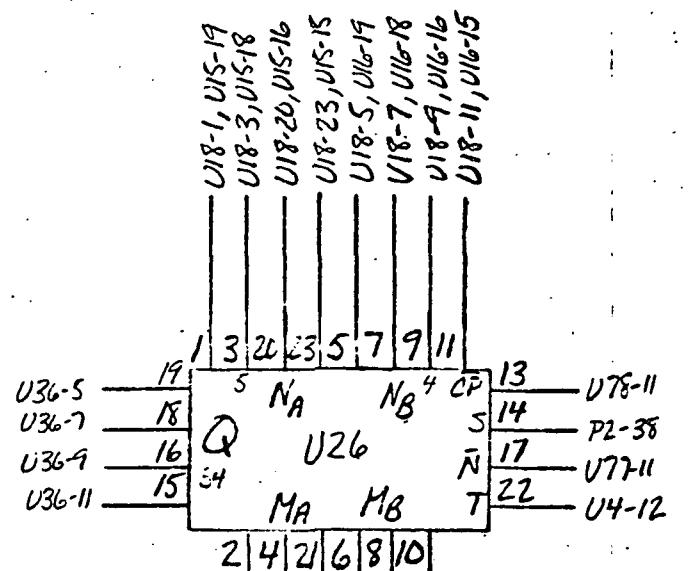 U18-1, U15-19
U18-3, U15-18
U18-20, U15-16
U18-23, U15-15
U18-5, U16-19
U18-7, U16-18
U18-9, U16-16
U18-11, U16-15
1 3 20 23 5 7 9 11
5 NA NB 4 CP
U36-5 19
U36-7 18
U36-9 16
U36-11 15
Q
U26
S
N
T
13 U78-11
14 P2-38
17 U77-11
22 U4-12
MA MB
2 4 21 6 8 10